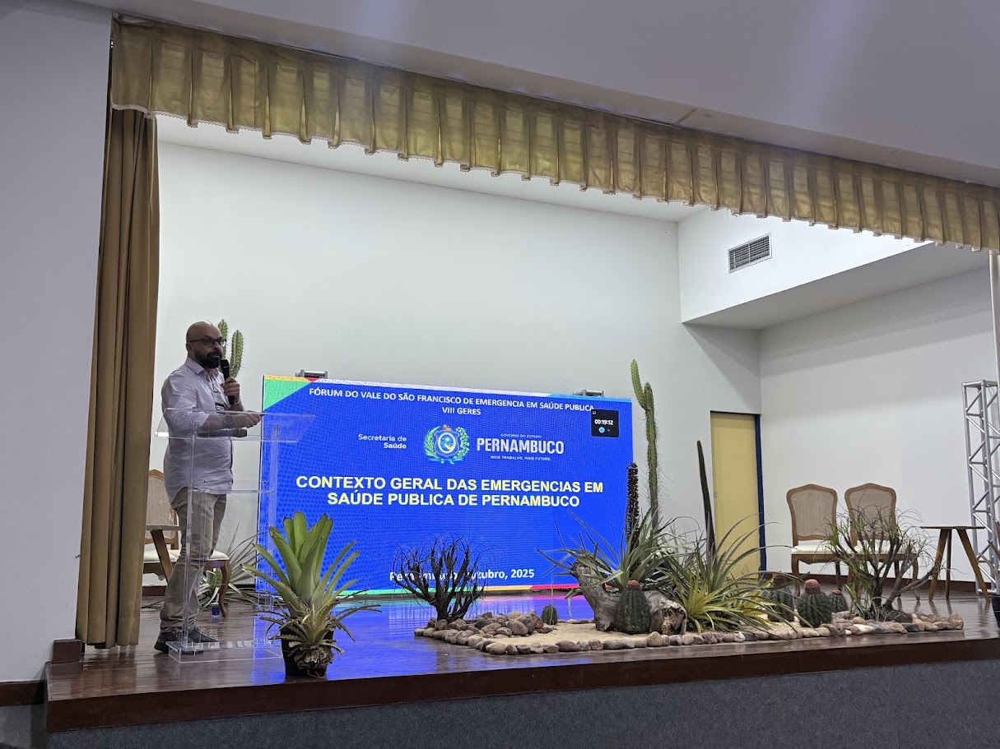 FÓRUM DO VALE DO SÃO FRANCISCO DE EMERGENCIA EM SAÚDE PUBLICA
VIII GERES
00:19:12
Secretaria de
Saúde
GOVERNO DO ESTADO
PERNAMBUCO
MAIS TRABALHO, MAIS FUTURO.
CONTEXTO GERAL DAS EMERGENCIAS EM
SAÚDE PUBLICA DE PERNAMBUCO
2025